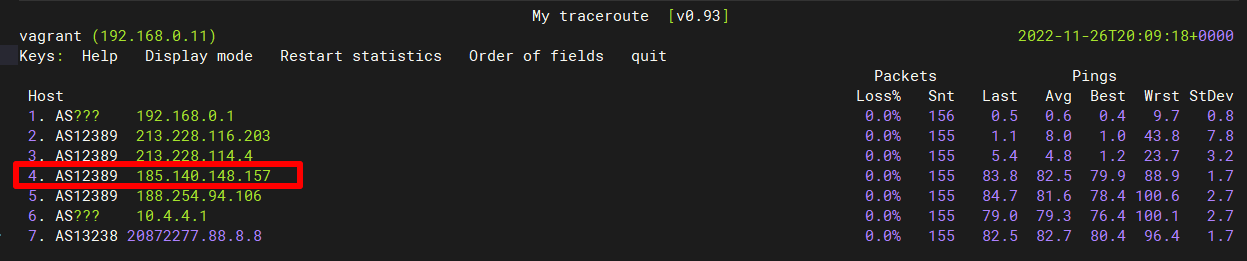 My traceroute [v0.93]
vagrant (192.168.0.11) 2022-11-26T20:09:18+0000
Keys: Help Display mode Restart statistics Order of fields quit
Packets Pings
Host Loss% Snt Last Avg Best Wrst StDev
1. AS??? 192.168.0.1 0.0% 156 0.5 0.6 0.4 9.7 0.8
2. AS12389 213.228.116.203 0.0% 155 1.1 8.0 1.0 43.8 7.8
3. AS12389 213.228.114.4 0.0% 155 5.4 4.8 1.2 23.7 3.2
4. AS12389 185.140.148.157 0.0% 155 83.8 82.5 79.9 88.9 1.7
5. AS12389 188.254.94.106 0.0% 155 84.7 81.6 78.4 100.6 2.7
6. AS??? 10.4.4.1 0.0% 155 79.0 79.3 76.4 100.1 2.7
7. AS13238 20872277.88.8.8 0.0% 155 82.5 82.7 80.4 96.4 1.7